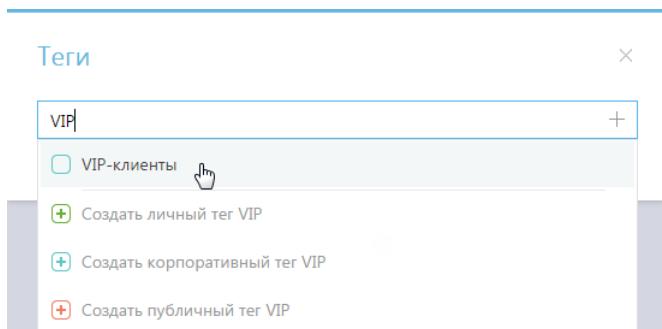 Теги
VIP
VIP-клиенты
Создать личный тег VIP
Создать корпоративный тег VIP
Создать публичный тег VIP